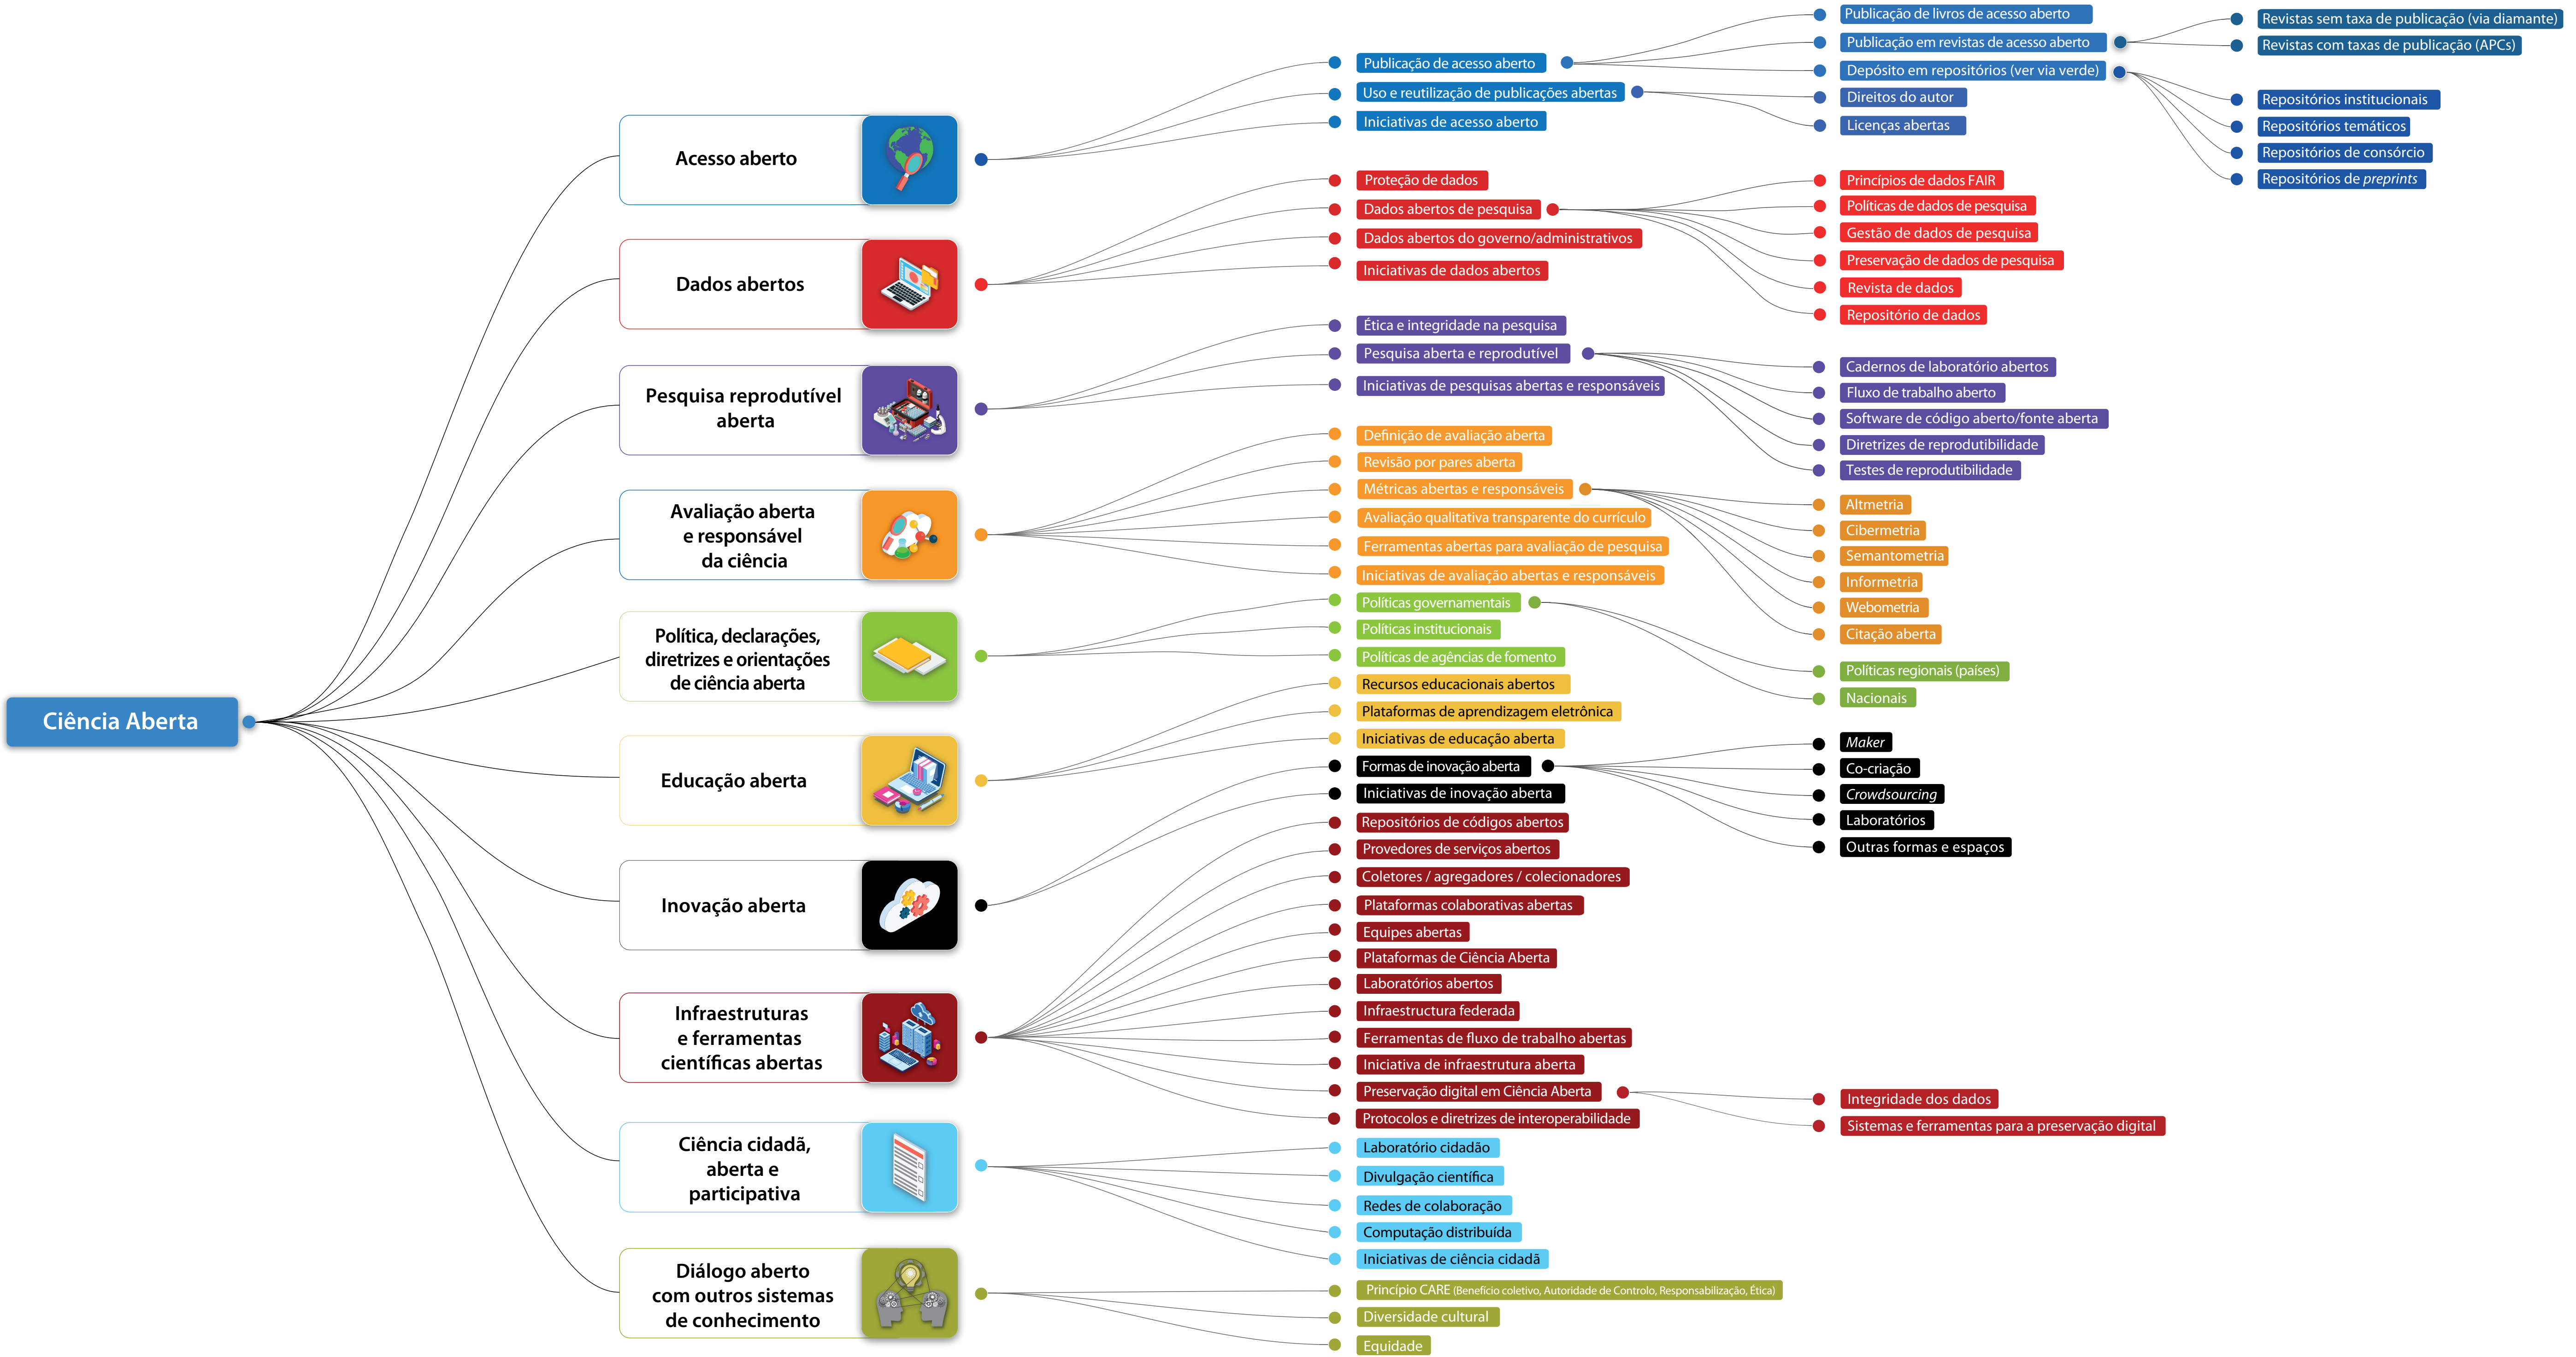 Ciência Aberta
Acesso aberto
Publicação de acesso aberto
Publicação de livros de acesso aberto
Publicação em revistas de acesso aberto
Revistas sem taxa de publicação (via diamante)
Revistas com taxas de publicação (APCs)
Depósito em repositórios (ver via verde)
Repositórios institucionais
Repositórios temáticos
Repositórios de consórcio
Repositórios de preprints
Uso e reutilização de publicações abertas
Direitos do autor
Licenças abertas
Iniciativas de acesso aberto
Dados abertos
Proteção de dados
Dados abertos de pesquisa
Princípios de dados FAIR
Políticas de dados de pesquisa
Gestão de dados de pesquisa
Preservação de dados de pesquisa
Revista de dados
Repositório de dados
Dados abertos do governo/administrativos
Iniciativas de dados abertos
Pesquisa reprodutível
aberta
Ética e integridade na pesquisa
Pesquisa aberta e reprodutível
Cadernos de laboratório abertos
Fluxo de trabalho aberto
Software de código aberto/fonte aberta
Diretrizes de reprodutibilidade
Testes de reprodutibilidade
Iniciativas de pesquisas abertas e responsáveis
Avaliação aberta
e responsável
da ciência
Definição de avaliação aberta
Revisão por pares aberta
Métricas abertas e responsáveis
Altmetria
Cibermetria
Semantometria
Informetria
Webometria
Citação aberta
Avaliação qualitativa transparente do currículo
Ferramentas abertas para avaliação de pesquisa
Iniciativas de avaliação abertas e responsáveis
Política, declarações,
diretrizes e orientações
de ciência aberta
Políticas governamentais
Políticas regionais (países)
Nacionais
Políticas institucionais
Políticas de agências de fomento
Educação aberta
Recursos educacionais abertos
Plataformas de aprendizagem eletrônica
Iniciativas de educação aberta
Inovação aberta
Formas de inovação aberta
Maker
Co-criação
Crowdsourcing
Laboratórios
Outras formas e espaços
Iniciativas de inovação aberta
Infraestruturas
e ferramentas
científicas abertas
Repositórios de códigos abertos
Provedores de serviços abertos
Coletores / agregadores / colecionadores
Plataformas colaborativas abertas
Equipes abertas
Plataformas de Ciência Aberta
Laboratórios abertos
Infraestructura federada
Ferramentas de fluxo de trabalho abertas
Iniciativa de infraestrutura aberta
Preservação digital em Ciência Aberta
Integridade dos dados
Sistemas e ferramentas para a preservação digital
Protocolos e diretrizes de interoperabilidade
Ciência cidadã,
aberta e
participativa
Laboratório cidadão
Divulgação científica
Redes de colaboração
Computação distribuída
Iniciativas de ciência cidadã
Diálogo aberto
com outros sistemas
de conhecimento
Princípio CARE (Benefício coletivo, Autoridade de Controlo, Responsabilização, Ética)
Diversidade cultural
Equidade